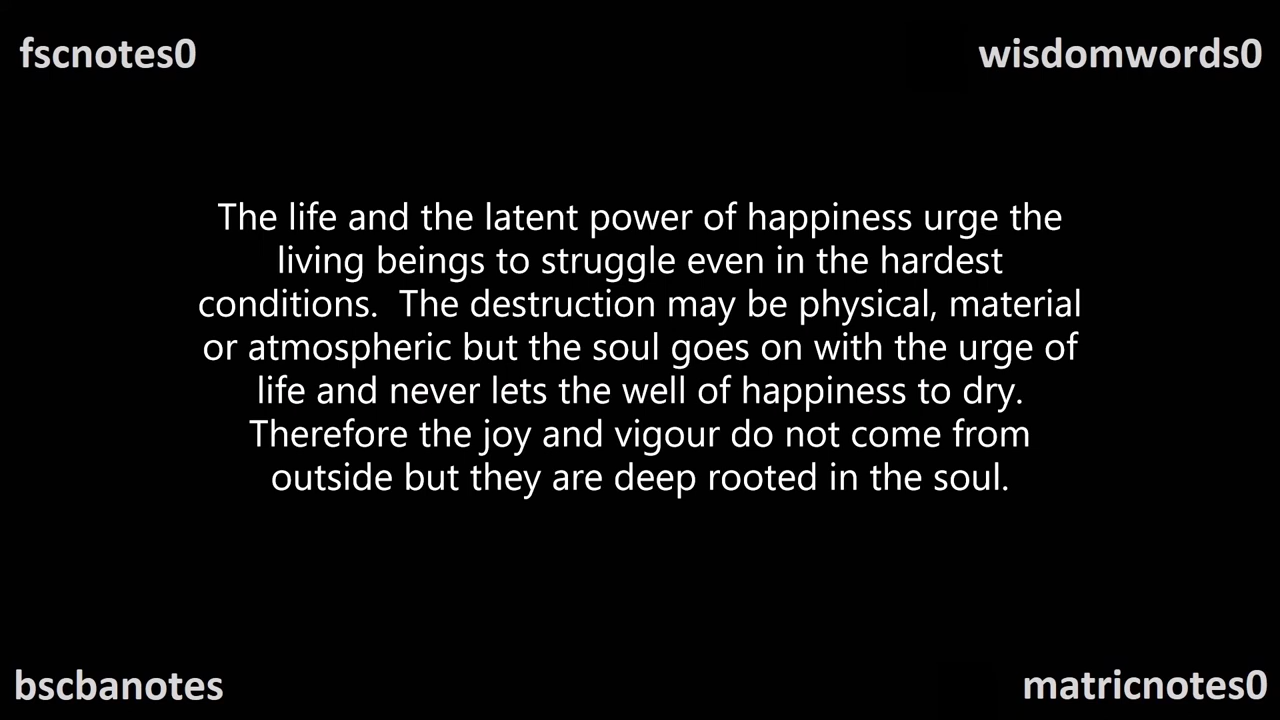 fscnotes0
wisdomwords0
The life and the latent power of happiness urge the
living beings to struggle even in the hardest
conditions.  The destruction may be physical, material
or atmospheric but the soul goes on with the urge of
life and never lets the well of happiness to dry.
Therefore the joy and vigour do not come from
outside but they are deep rooted in the soul.
bscbanotes
matricnotes0